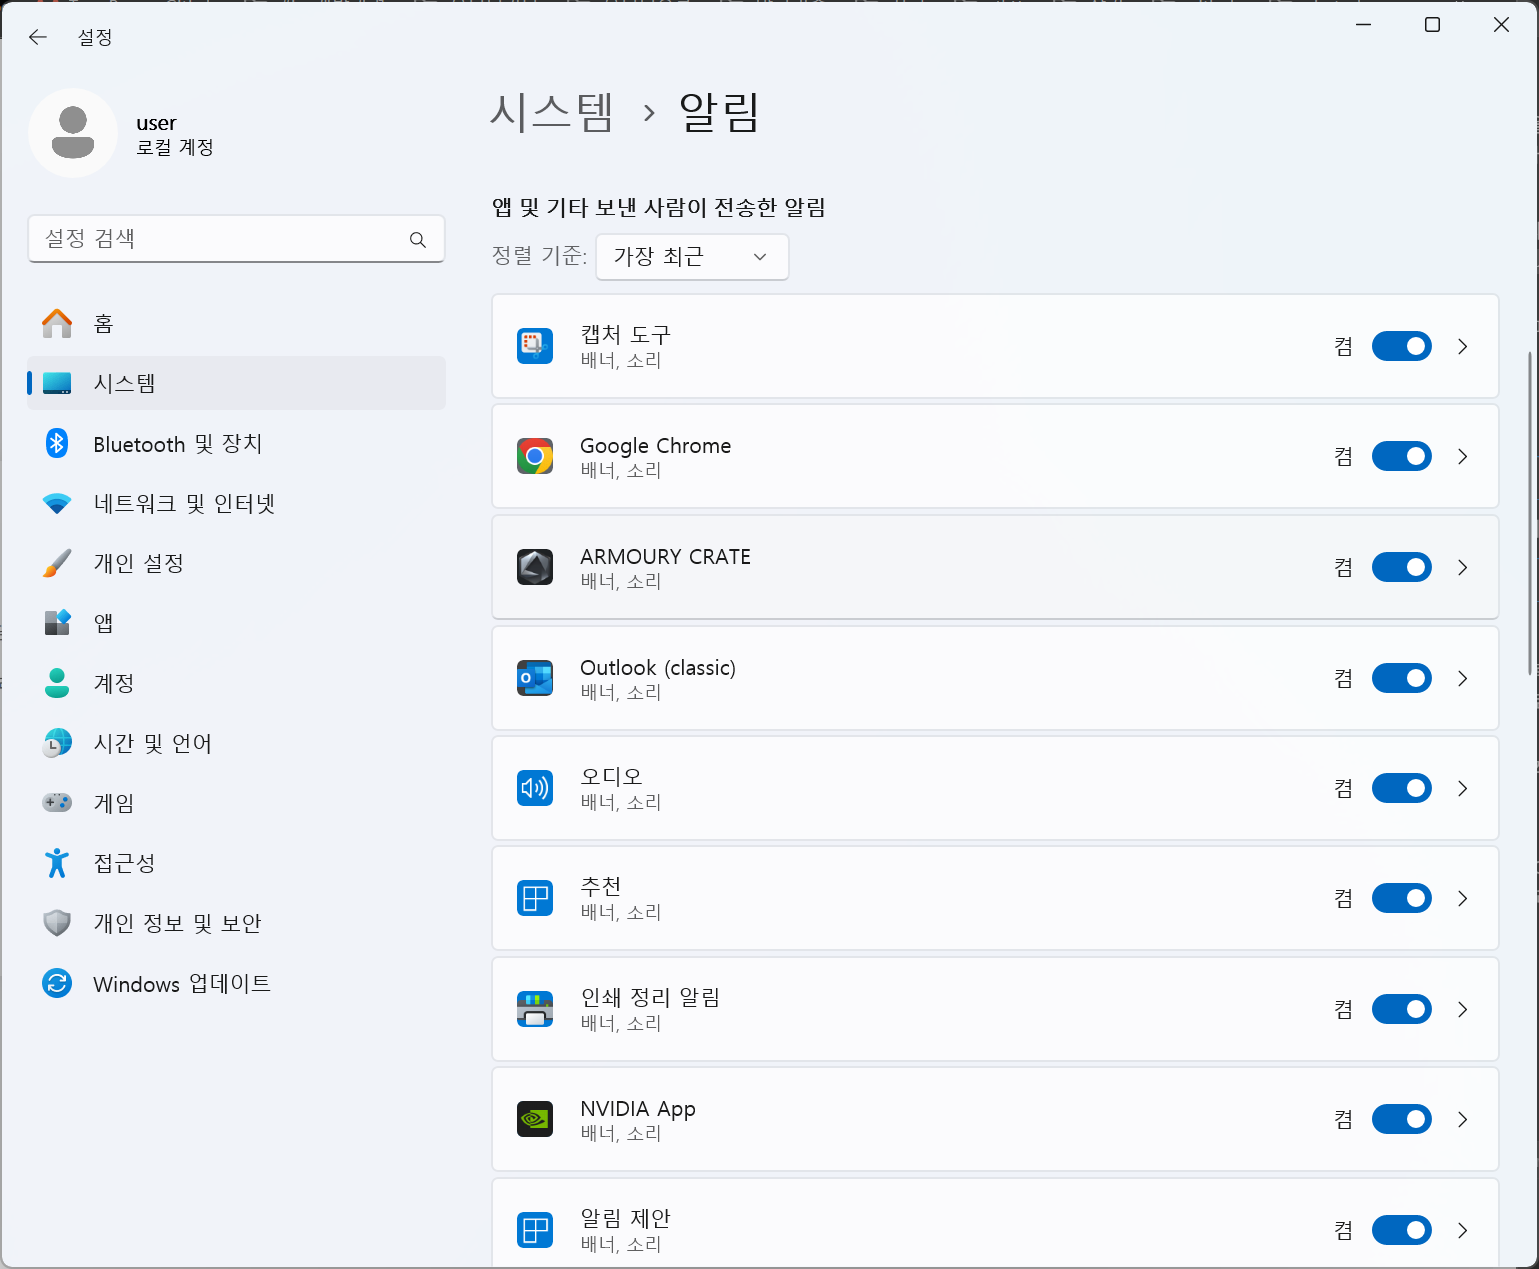 설정
user
로컬 계정
설정 검색
홈
시스템
Bluetooth 및 장치
네트워크 및 인터넷
개인 설정
앱
계정
시간 및 언어
게임
접근성
개인 정보 및 보안
Windows 업데이트
시스템 > 알림
앱 및 기타 보낸 사람이 전송한 알림
정렬 기준: 가장 최근
캡처 도구
배너, 소리
켬
Google Chrome
배너, 소리
켬
ARMOURY CRATE
배너, 소리
켬
Outlook (classic)
배너, 소리
켬
오디오
배너, 소리
켬
추천
배너, 소리
켬
인쇄 정리 알림
배너, 소리
켬
NVIDIA App
배너, 소리
켬
알림 제안
배너, 소리
켬